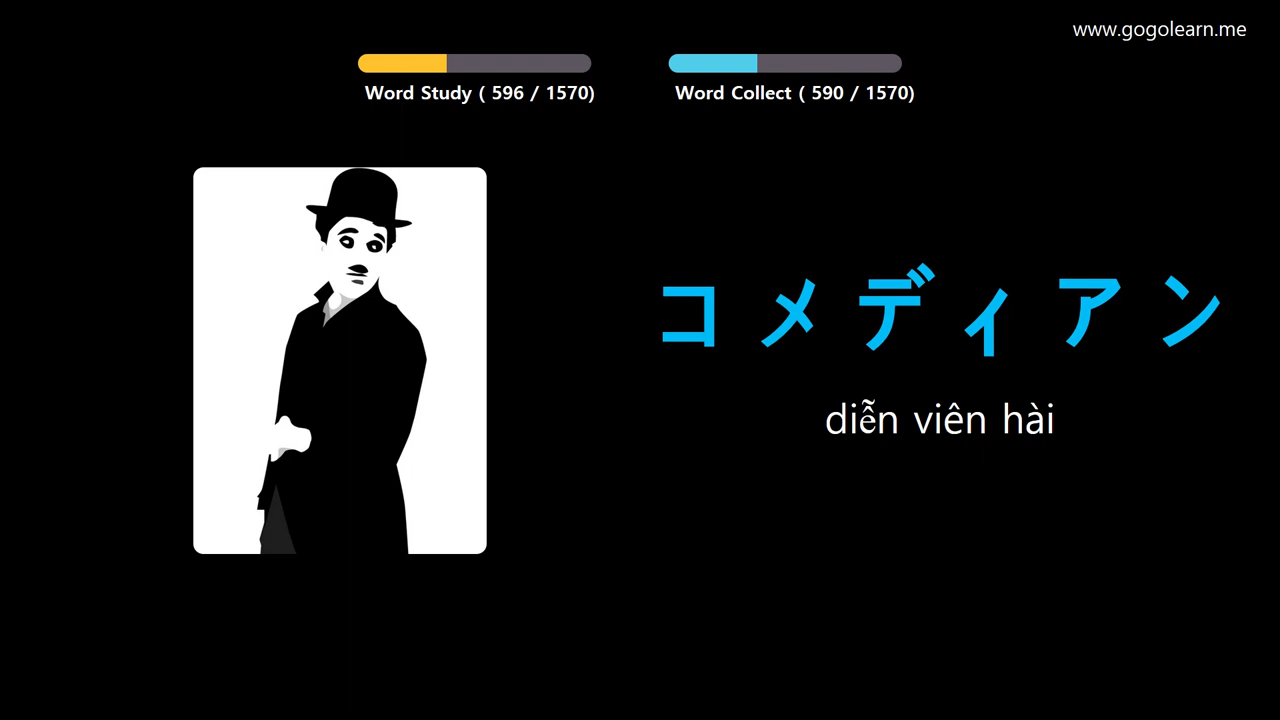 www.gogolearn.me
Word Study ( 596 / 1570)
Word Collect ( 590 / 1570)
コメディアン
diễn viên hài